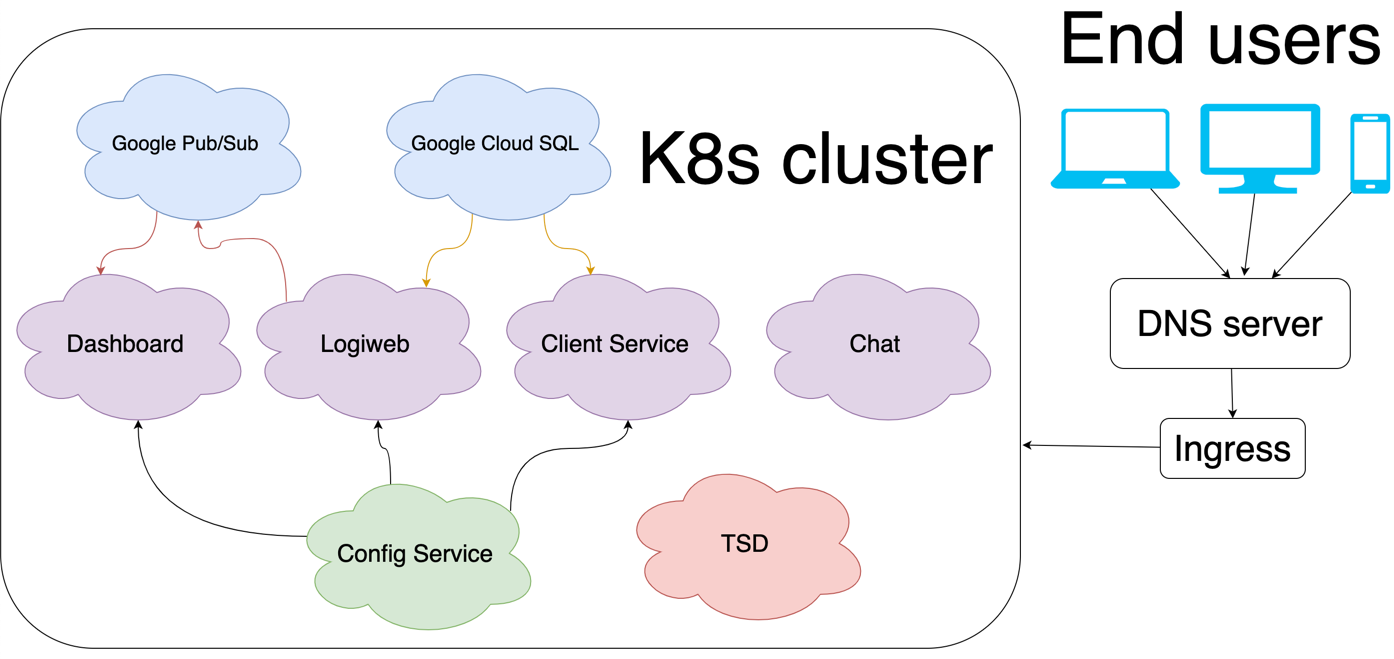 End users
Google Pub/Sub
Google Cloud SQL
K8s cluster
DNS server
Dashboard
Logiweb
Client Service
Chat
Ingress
Config Service
TSD